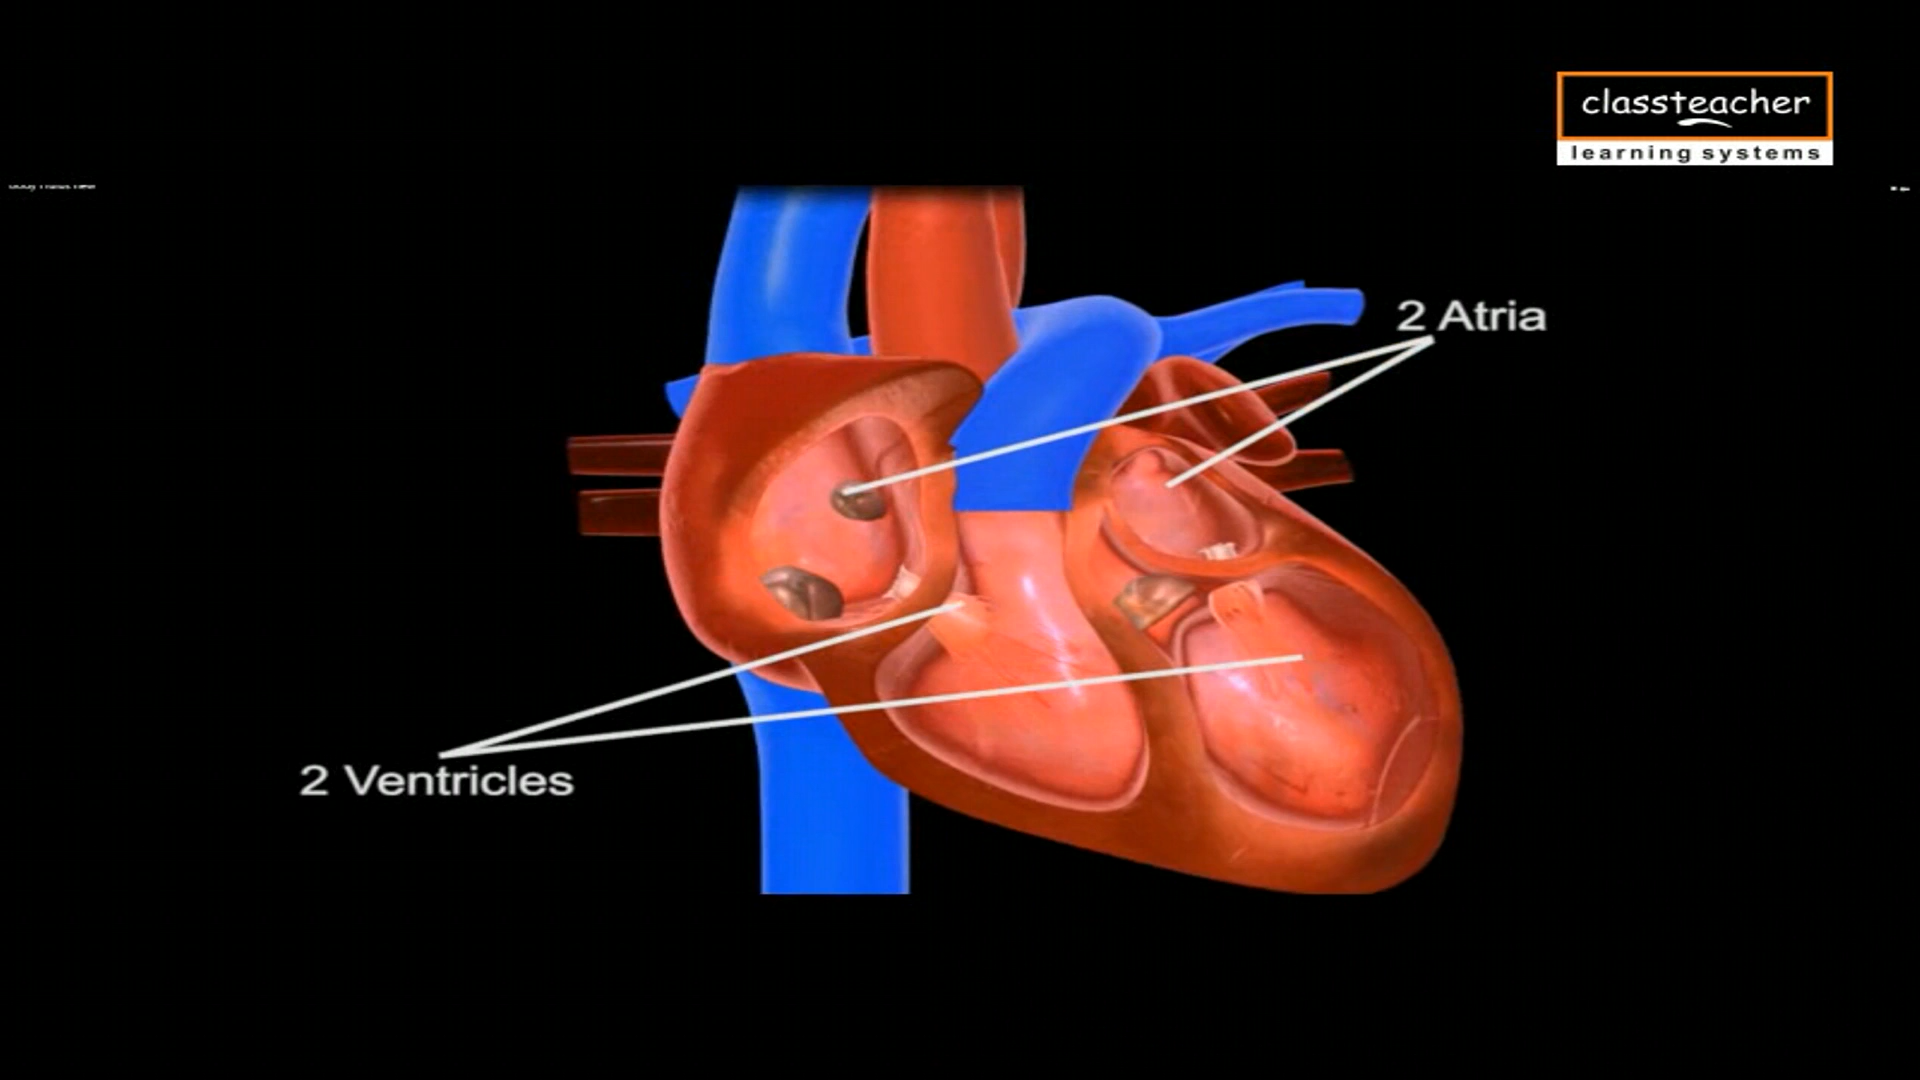 classteacher
learning systems
2 Atria
2 Ventricles